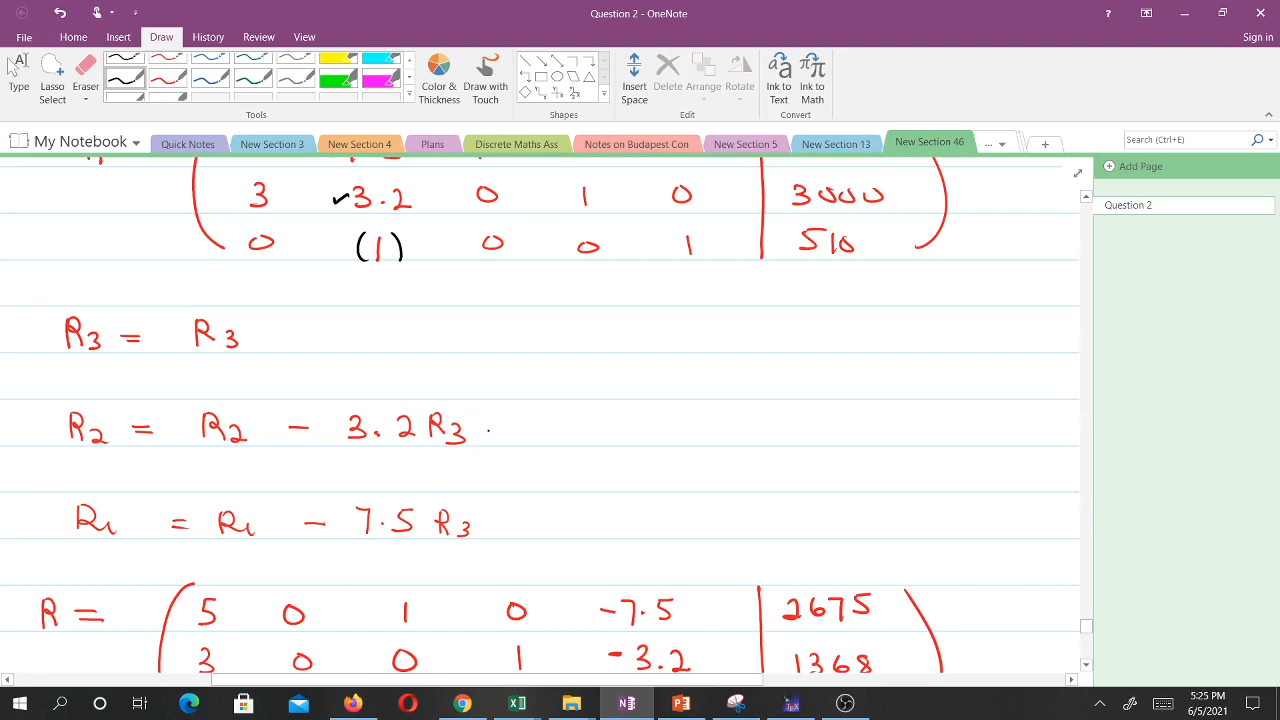 Question 2 - OneNote
Sign in
File Home Insert Draw History Review View
Type Lasso Select Eraser Color & Thickness Draw with Touch Insert Space Delete Arrange Rotate Ink to Text Ink to Math
Tools Shapes Edit Convert
My Notebook Quick Notes New Section 3 New Section 4 Plans Discrete Maths Ass Notes on Budapest Con New Section 5 New Section 13 New Section 46 ... Search (Ctrl+E)
Add Page
Question 2
3 3.2 0 1 0 3000
0 (1) 0 0 1 510
R3 = R3
R2 = R2 - 3.2 R3
R1 = R1 - 7.5 R3
R = 5 0 1 0 -7.5 2675
3 0 0 1 -3.2 1368
5:25 PM
6/5/2021